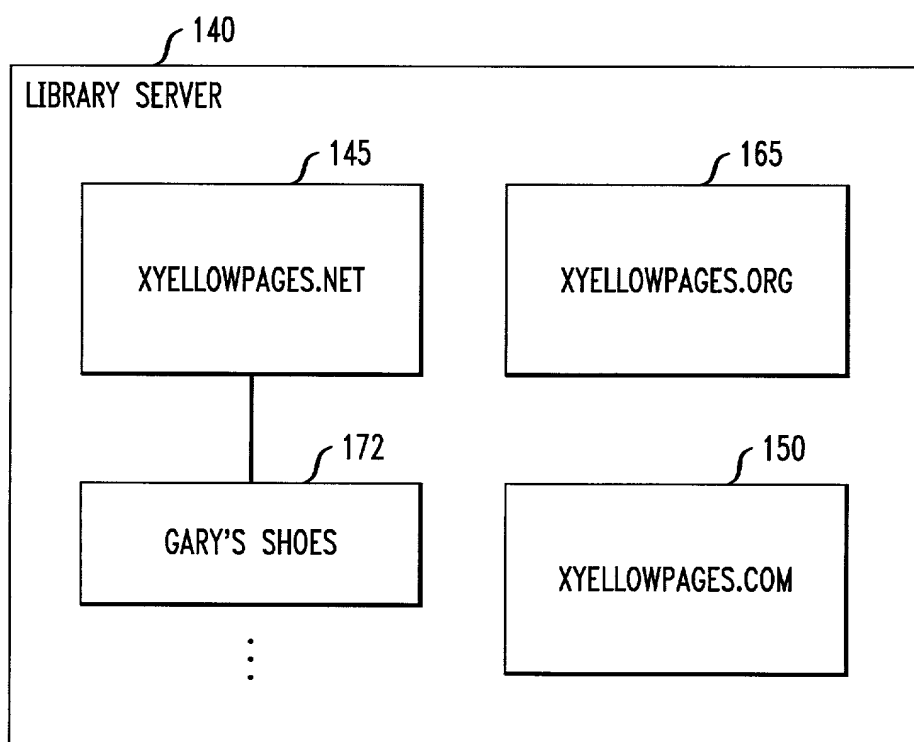 140
LIBRARY SERVER
145
165
XYELLOWPAGES.NET
XYELLOWPAGES.ORG
172
150
GARY'S SHOES
XYELLOWPAGES.COM